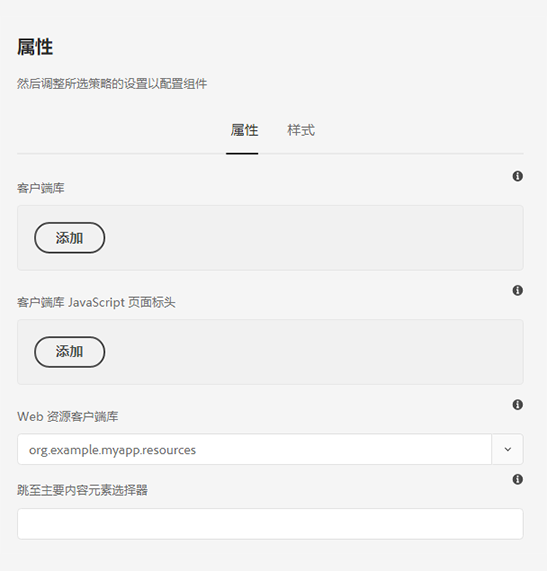 属性
然后调整所选策略的设置以配置组件
属性 样式
客户端库
添加
客户端库 JavaScript 页面标头
添加
Web 资源客户端库
org.example.myapp.resources
跳至主要内容元素选择器